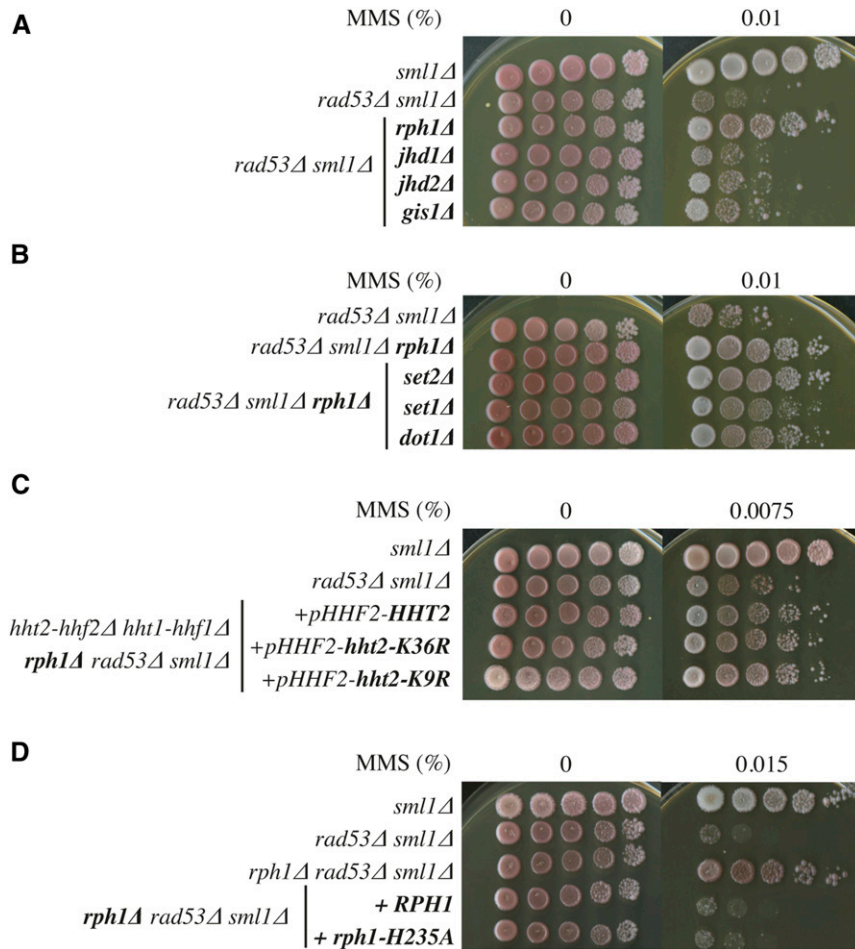 A
MMS (%) 0 0.01
sml1Δ
rad53Δ sml1Δ
rph1Δ
jhd1Δ
rad53Δ sml1Δ
jhd2Δ
gis1Δ
B
MMS (%) 0 0.01
rad53Δ sml1Δ
rad53Δ sml1Δ rph1Δ
set2Δ
rad53Δ sml1Δ rph1Δ set1Δ
dot1Δ
C
MMS (%) 0 0.0075
sml1Δ
rad53Δ sml1Δ
hht2-hhf2Δ hht1-hhf1Δ +pHHF2-HHT2
rph1Δ rad53Δ sml1Δ +pHHF2-hht2-K36R
+pHHF2-hht2-K9R
D
MMS (%) 0 0.015
sml1Δ
rad53Δ sml1Δ
rph1Δ rad53Δ sml1Δ
rph1Δ rad53Δ sml1Δ + RPH1
+ rph1-H235A